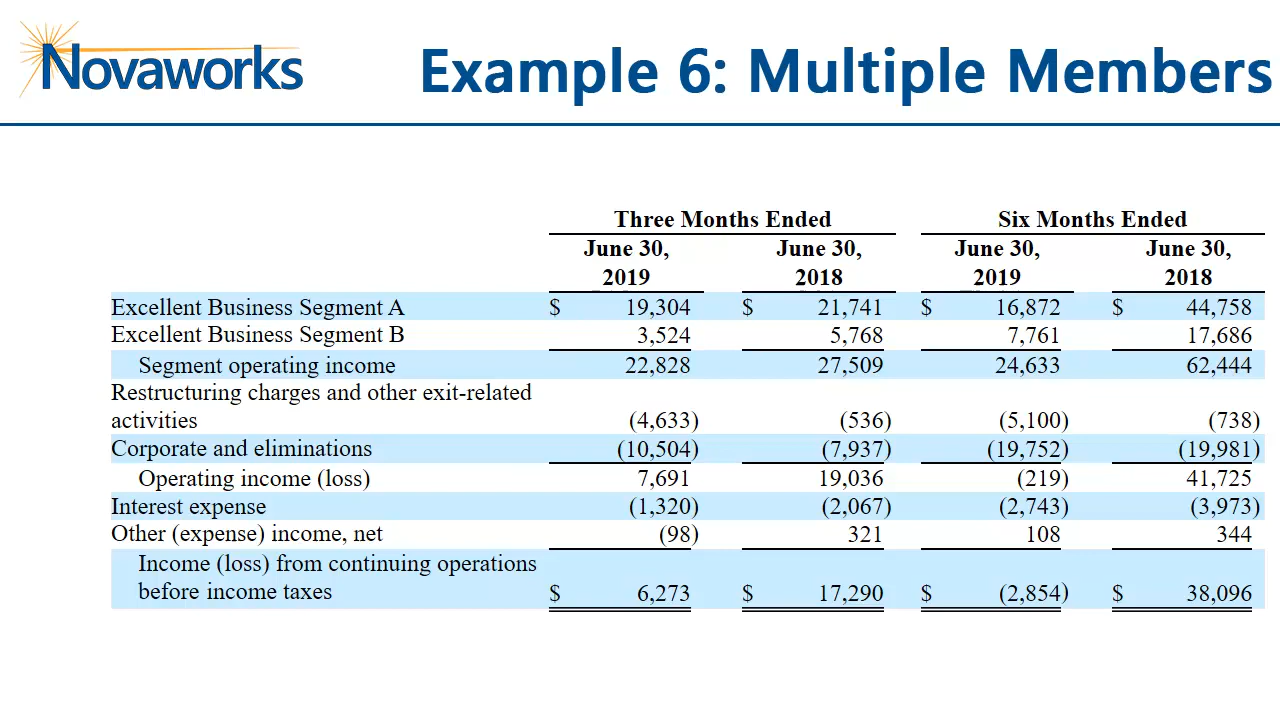 Novaworks
Example 6: Multiple Members
Three Months Ended Six Months Ended
June 30, June 30, June 30, June 30,
2019 2018 2019 2018
Excellent Business Segment A $ 19,304 $ 21,741 $ 16,872 $ 44,758
Excellent Business Segment B 3,524 5,768 7,761 17,686
Segment operating income 22,828 27,509 24,633 62,444
Restructuring charges and other exit-related
activities (4,633) (536) (5,100) (738)
Corporate and eliminations (10,504) (7,937) (19,752) (19,981)
Operating income (loss) 7,691 19,036 (219) 41,725
Interest expense (1,320) (2,067) (2,743) (3,973)
Other (expense) income, net (98) 321 108 344
Income (loss) from continuing operations
before income taxes $ 6,273 $ 17,290 $ (2,854) $ 38,096